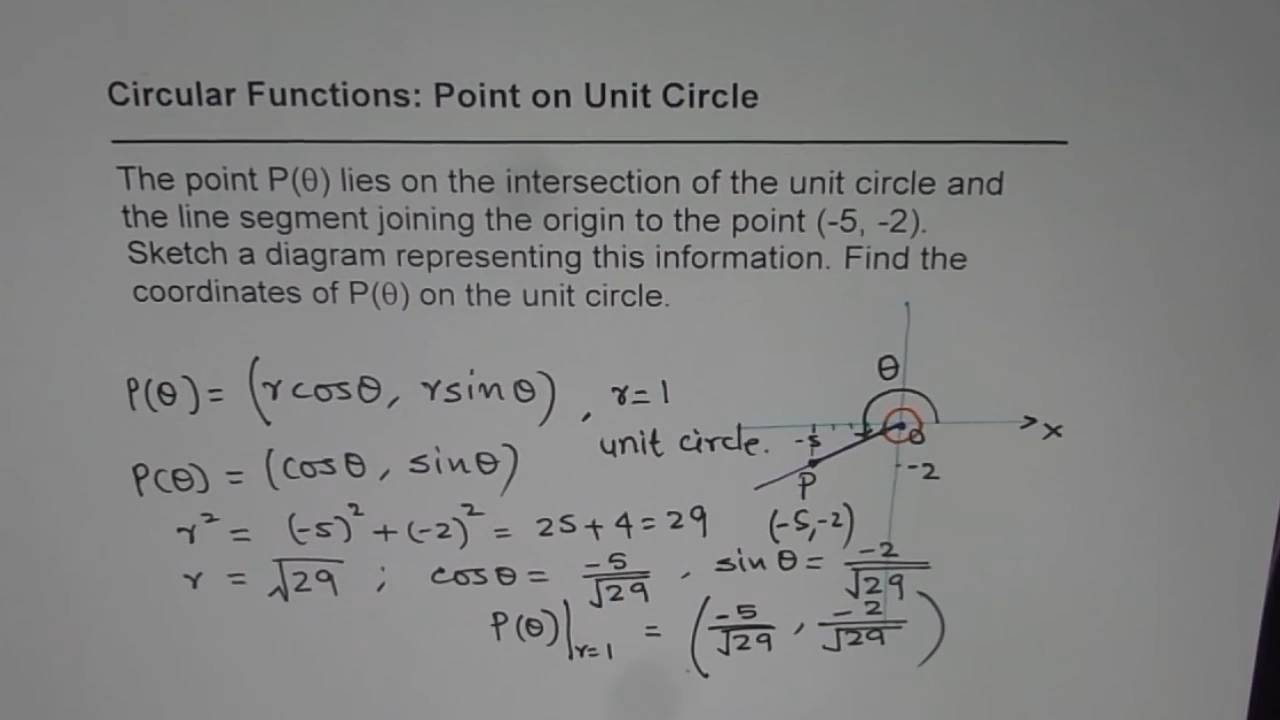 Circular Functions: Point on Unit Circle
The point P(θ) lies on the intersection of the unit circle and
the line segment joining the origin to the point (-5, -2).
Sketch a diagram representing this information. Find the
coordinates of P(θ) on the unit circle.
P(θ) = (r cosθ, r sinθ) , r = 1
unit circle.
P(θ) = (cosθ, sinθ)
r² = (-5)² + (-2)² = 25 + 4 = 29
r = √29 ; cosθ = -5/√29 , sinθ = -2/√29
P(θ)|r=1 = (-5/√29 , -2/√29)
θ
x
-5
-2
P
(-5,-2)